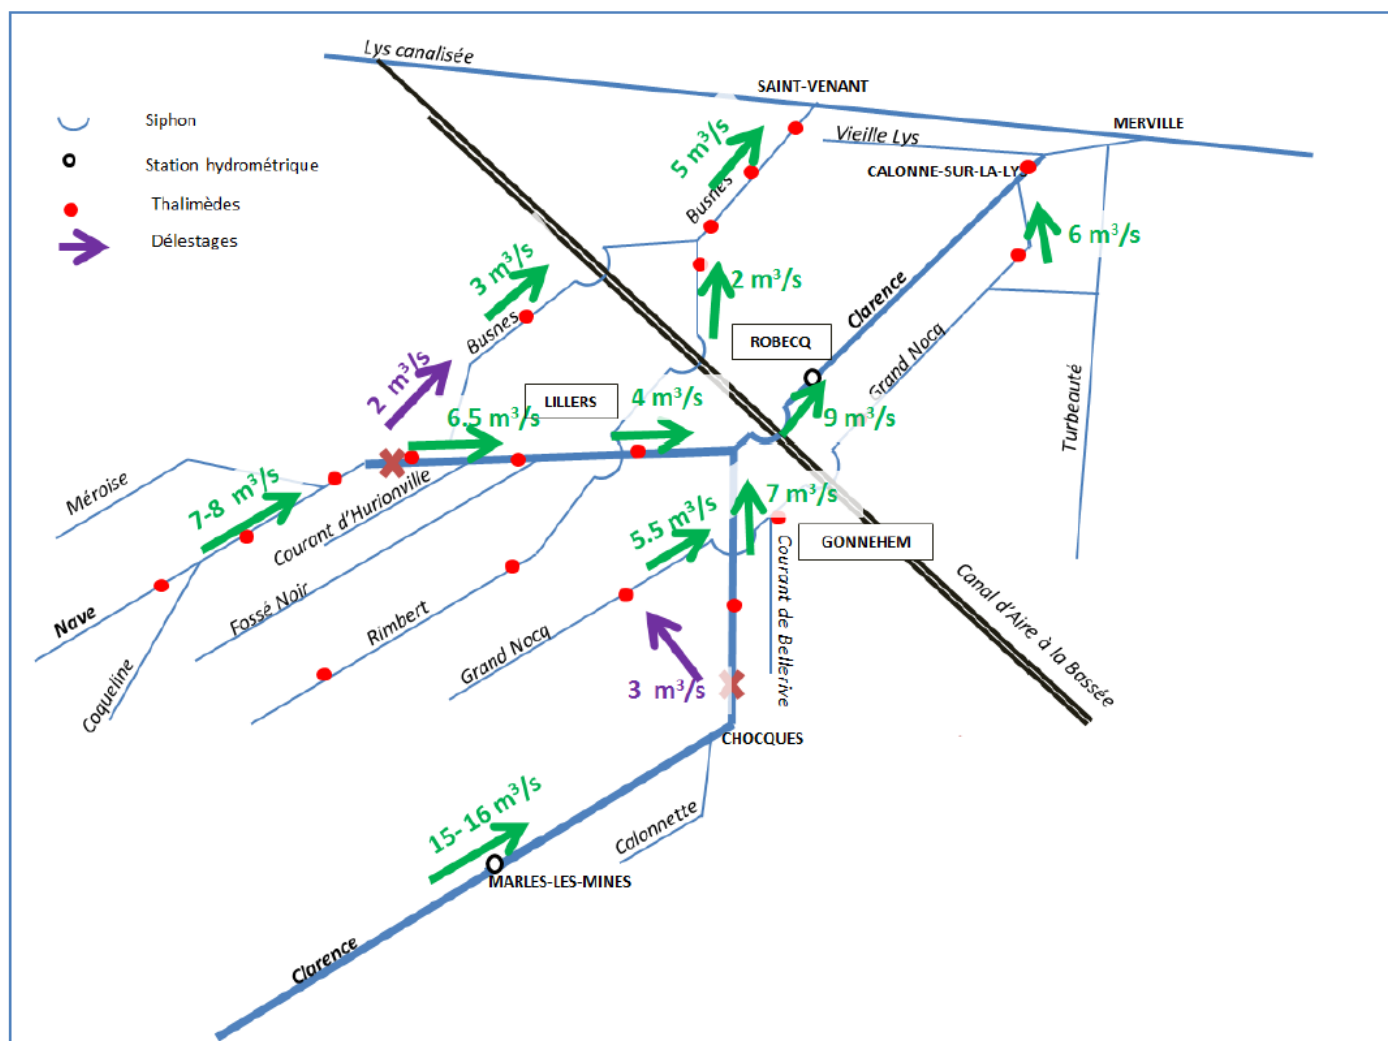 Lys canalisée
SAINT-VENANT
MERVILLE
Siphon
Station hydrométrique
Thalimèdes
Délestages
Vieille Lys
CALONNE-SUR-LA-LYS
5 m³/s
Busnes
6 m³/s
3 m³/s
Busnes
2 m³/s
Clarence
ROBECQ
Grand Nocq
Turbeauté
2 m³/s
LILLERS
4 m³/s
6.5 m³/s
9 m³/s
Méroise
7-8 m³/s
Courant d'Hurionville
5.5 m³/s
7 m³/s
GONNEHEM
Nave
Coqueline
Fossé Noir
Rimbert
Grand Nocq
Courant de Bellerive
Canal d'Aire à la Bassée
3 m³/s
CHOCQUES
15- 16 m³/s
Calonnette
MARLES-LES-MINES
Clarence